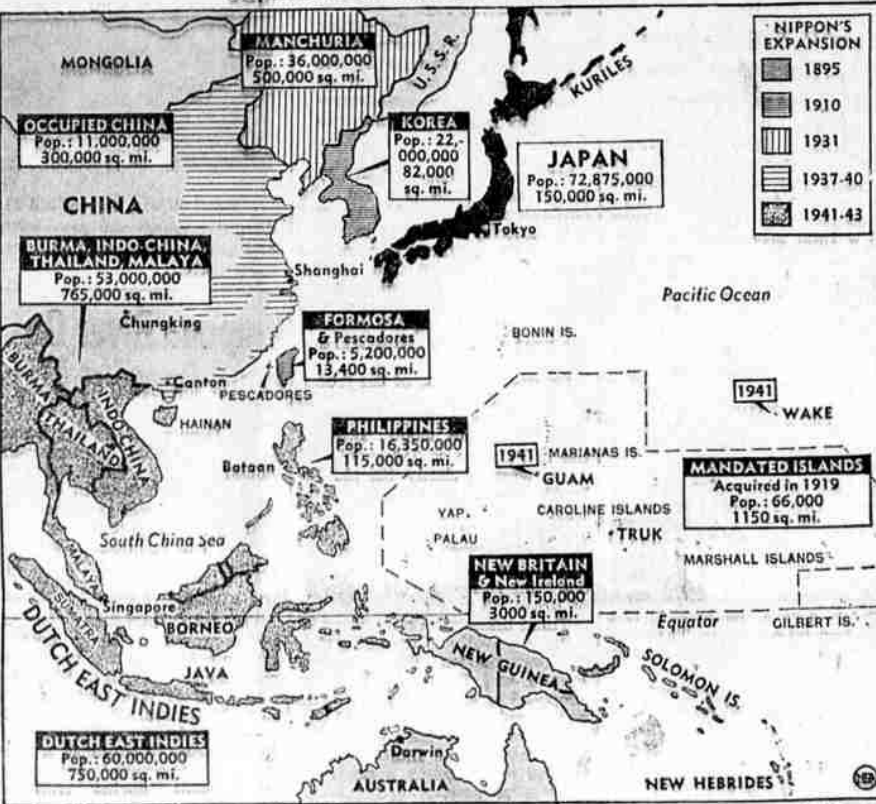 MONGOLIA
MANCHURIA
Pop.: 36,000,000
500,000 sq. mi.
U.S.S.R.
KURILES
NIPPON'S
EXPANSION
1895
1910
1931
1937-40
1941-43
OCCUPIED CHINA
Pop.: 11,000,000
300,000 sq. mi.
KOREA
Pop.: 22,-
000,000
82,000
sq. mi.
JAPAN
Pop.: 72,875,000
150,000 sq. mi.
CHINA
Tokyo
BURMA, INDO-CHINA,
THAILAND, MALAYA
Pop.: 53,000,000
765,000 sq. mi.
Shanghai
Pacific Ocean
Chungking
FORMOSA
& Pescadores
Pop.: 5,200,000
13,400 sq. mi.
BONIN IS.
BURMA
THAILAND
INDO-CHINA
Canton
PESCADORES
HAINAN
1941
WAKE
PHILIPPINES
Pop.: 16,350,000
115,000 sq. mi.
Bataan
1941
MARIANAS IS.
GUAM
MANDATED ISLANDS
Acquired in 1919
Pop.: 66,000
1150 sq. mi.
YAP
PALAU
CAROLINE ISLANDS
TRUK
South China Sea
MARSHALL ISLANDS
MALAYA
NEW BRITAIN
& New Ireland
Pop.: 150,000
3000 sq. mi.
Singapore
SUMATRA
BORNEO
Equator
GILBERT IS.
JAVA
DUTCH EAST INDIES
NEW GUINEA
SOLOMON IS.
DUTCH EAST INDIES
Pop.: 60,000,000
750,000 sq. mi.
Darwin
AUSTRALIA
NEW HEBRIDES